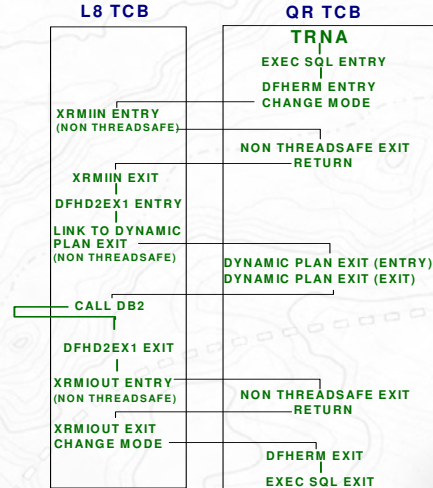 L8 TCB
QR TCB
TRNA
EXEC SQL ENTRY
DFHERM ENTRY
CHANGE MODE
XRMIIN ENTRY
(NON THREADSAFE)
NON THREADSAFE EXIT
RETURN
XRMIIN EXIT
DFHD2EX1 ENTRY
LINK TO DYNAMIC
PLAN EXIT
(NON THREADSAFE)
DYNAMIC PLAN EXIT (ENTRY)
DYNAMIC PLAN EXIT (EXIT)
CALL DB2
DFHD2EX1 EXIT
XRMIOUT ENTRY
(NON THREADSAFE)
NON THREADSAFE EXIT
RETURN
XRMIOUT EXIT
CHANGE MODE
DFHERM EXIT
EXEC SQL EXIT